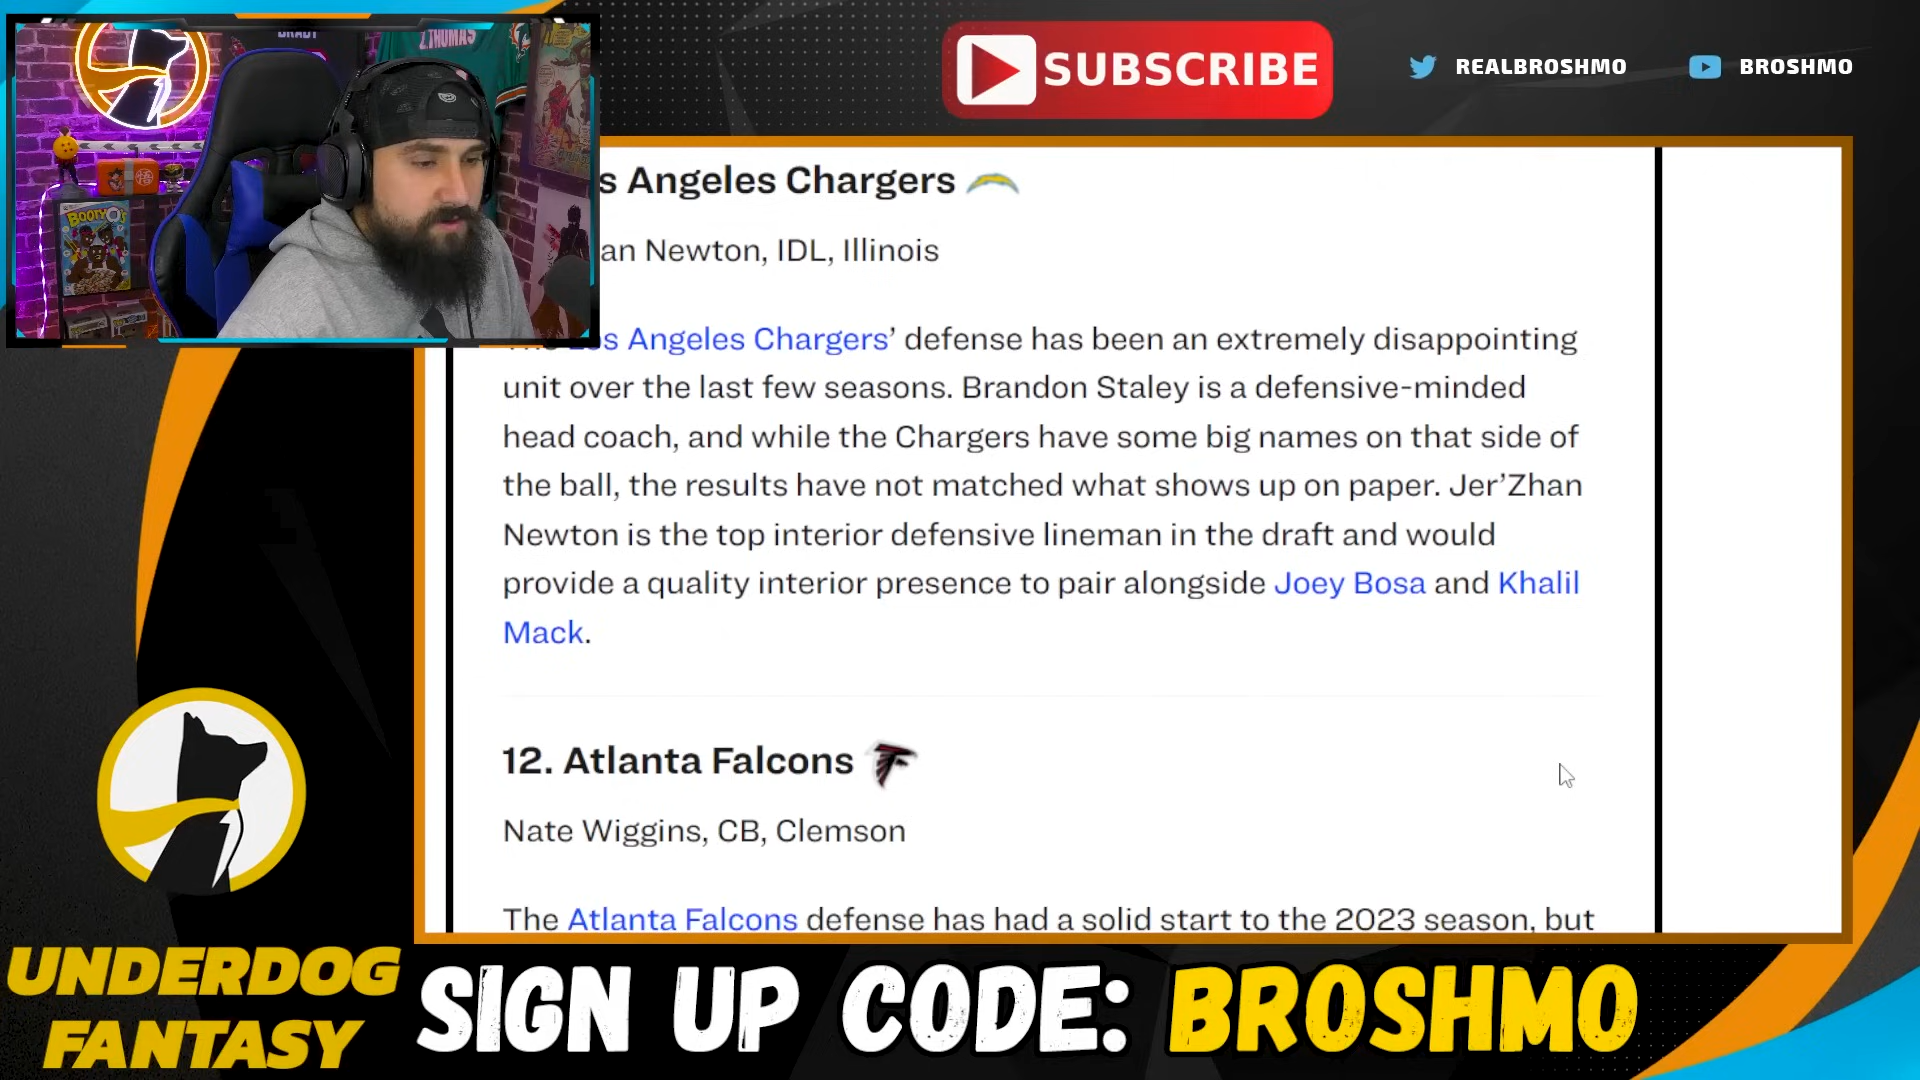 BRADY
Z.THOMAS
BOOTY O's
SUBSCRIBE
REALBROSHMO
BROSHMO
s Angeles Chargers
an Newton, IDL, Illinois
Los Angeles Chargers’ defense has been an extremely disappointing
unit over the last few seasons. Brandon Staley is a defensive-minded
head coach, and while the Chargers have some big names on that side of
the ball, the results have not matched what shows up on paper. Jer’Zhan
Newton is the top interior defensive lineman in the draft and would
provide a quality interior presence to pair alongside Joey Bosa and Khalil
Mack.
12. Atlanta Falcons
Nate Wiggins, CB, Clemson
The Atlanta Falcons defense has had a solid start to the 2023 season, but
UNDERDOG
FANTASY
SIGN UP CODE: BROSHMO